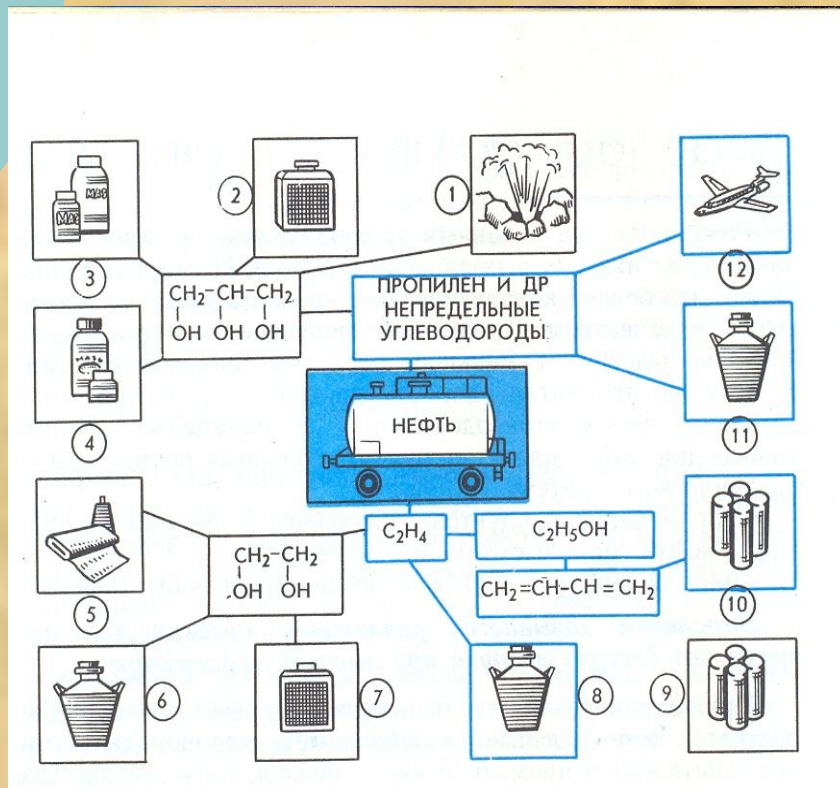 2
1
3
12
CH₂-CH-CH₂
OH OH OH
ПРОПИЛЕН И ДР
НЕПРЕДЕЛЬНЫЕ
УГЛЕВОДОРОДЫ
МАЗЬ
4
11
НЕФТЬ
C₂H₄
C₂H₅OH
5
CH₂-CH₂
OH OH
CH₂=CH-CH=CH₂
10
6
7
8
9